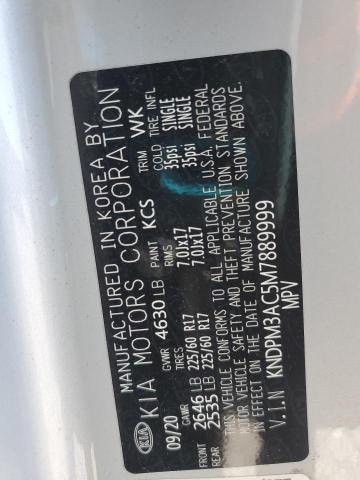 MANUFACTURED IN KOREA BY
KIA KIA MOTORS CORPORATION
09/20 GVWR 4630 LB PAINT KCS TRIM WK
GAWR TIRES RIMS COLD TIRE INFL
FRONT 2646 LB 225/60 R17 7.0Jx17 35psi SINGLE
REAR 2535 LB 225/60 R17 7.0Jx17 35psi SINGLE
THIS VEHICLE CONFORMS TO ALL APPLICABLE U.S.A. FEDERAL
MOTOR VEHICLE SAFETY AND THEFT PREVENTION STANDARDS
IN EFFECT ON THE DATE OF MANUFACTURE SHOWN ABOVE.
V.I.N KNDPM3AC5M7889999
MPV